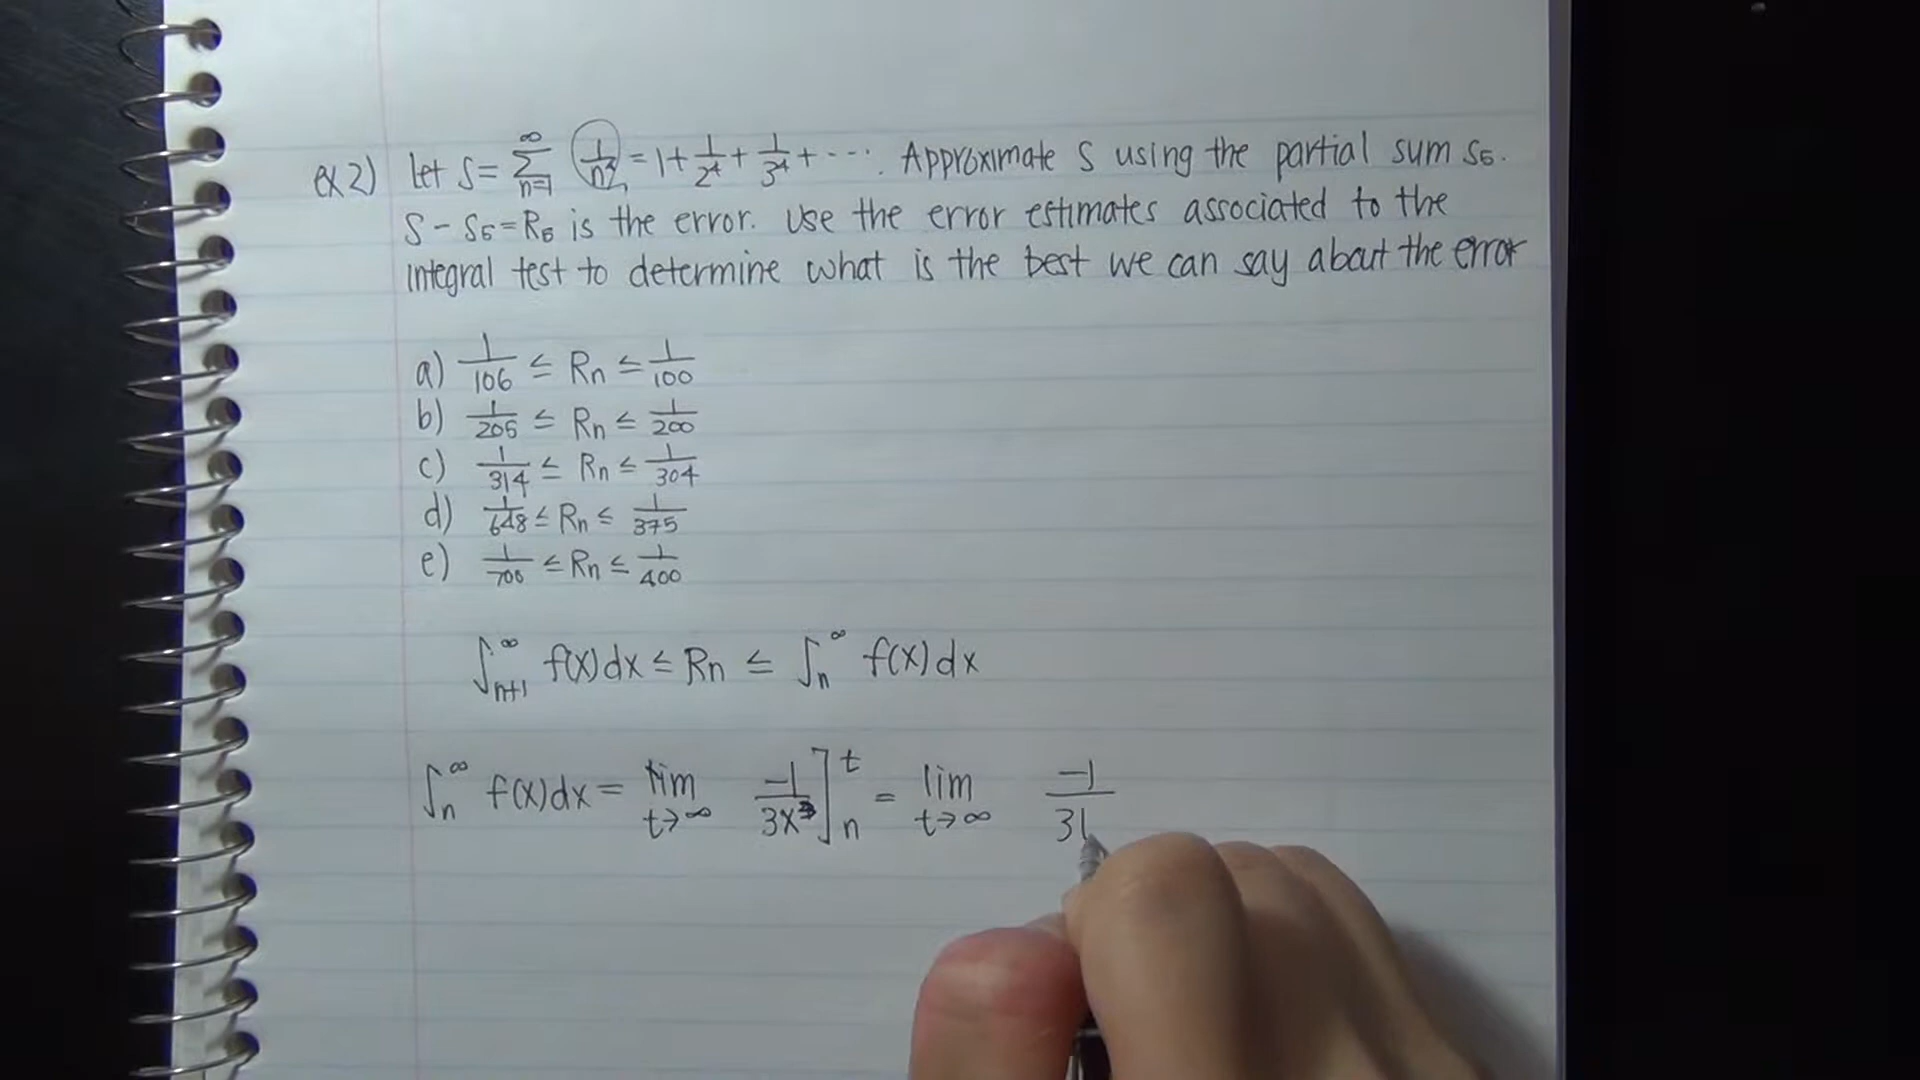 ex 2) let S = ∑_{n=1}^{∞} 1/n⁴ = 1 + 1/2⁴ + 1/3⁴ + ... . Approximate S using the partial sum s₅.
S - s₅ = R₅ is the error. Use the error estimates associated to the
integral test to determine what is the best we can say about the error
a) 1/106 ≤ Rn ≤ 1/100
b) 1/205 ≤ Rn ≤ 1/200
c) 1/314 ≤ Rn ≤ 1/304
d) 1/648 ≤ Rn ≤ 1/375
e) 1/700 ≤ Rn ≤ 1/400
∫_{n+1}^{∞} f(x)dx ≤ Rn ≤ ∫_{n}^{∞} f(x)dx
∫_{n}^{∞} f(x)dx = lim_{t→∞} -1/3x³ ]_{n}^{t} = lim_{t→∞} -1/3